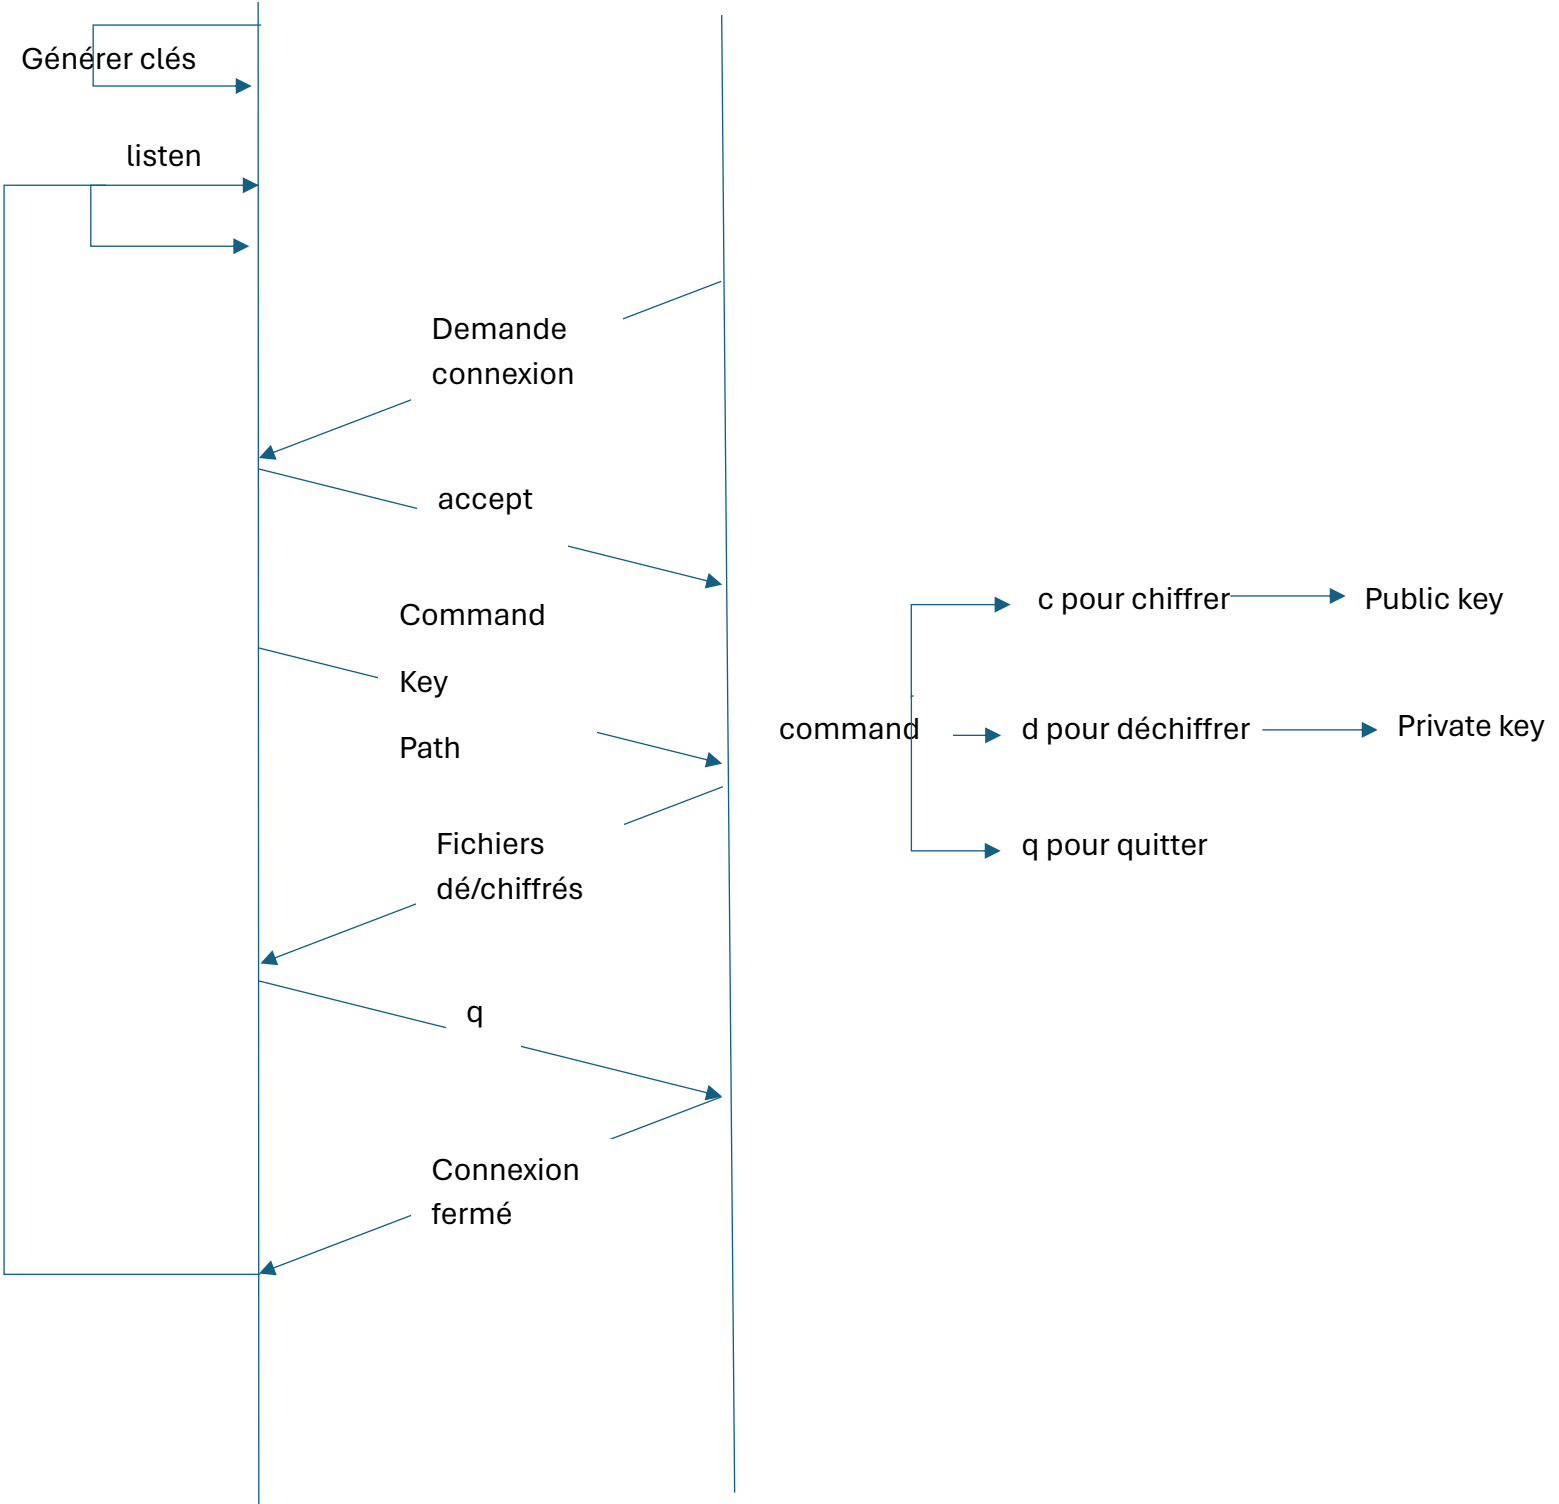 Générer clés
listen
Demande
connexion
accept
Command
Key
Path
Fichiers
dé/chiffrés
q
Connexion
fermé
command
c pour chiffrer
Public key
d pour déchiffrer
Private key
q pour quitter